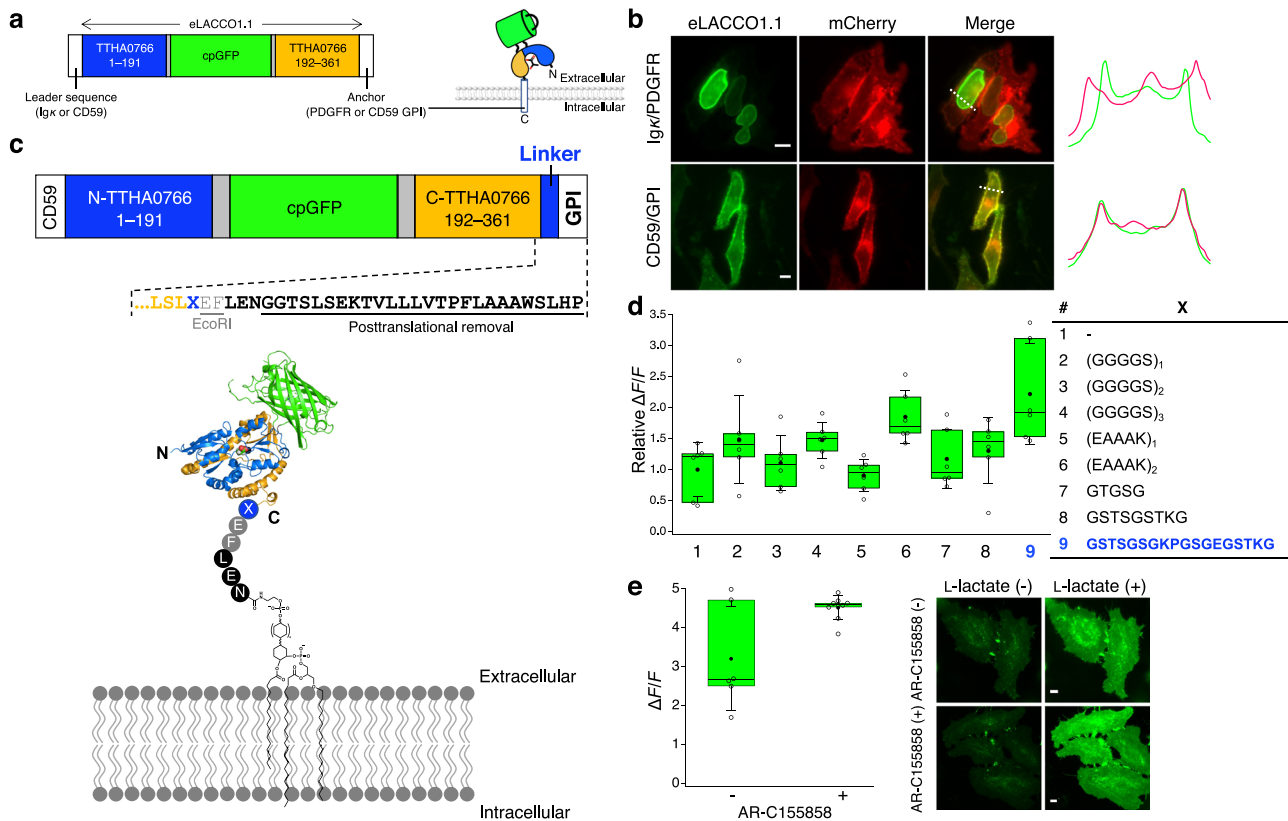 a
eLACCO1.1
TTHA0766
1–191
cpGFP
TTHA0766
192–361
Leader sequence
(Igκ or CD59)
Anchor
(PDGFR or CD59 GPI)
N
Extracellular
Intracellular
C
b
eLACCO1.1
mCherry
Merge
Igκ/PDGFR
CD59/GPI
c
Linker
CD59
N-TTHA0766
1–191
cpGFP
C-TTHA0766
192–361
GPI
...LSLXEFLENGGTSLSEKTVLLLVTPFLAAAWSLHP
EcoRI
Posttranslational removal
N
C
X
E
F
L
E
N
Extracellular
Intracellular
d
Relative ΔF/F
3.5
3.0
2.5
2.0
1.5
1.0
0.5
0.0
1 2 3 4 5 6 7 8 9
# X
1 -
2 (GGGGS)1
3 (GGGGS)2
4 (GGGGS)3
5 (EAAAK)1
6 (EAAAK)2
7 GTGSG
8 GSTSGSTKG
9 GSTSGSGKPGSGEGSTKG
e
ΔF/F
5
4
3
2
1
0
- +
AR-C155858
L-lactate (-) L-lactate (+)
AR-C155858 (-)
AR-C155858 (+)